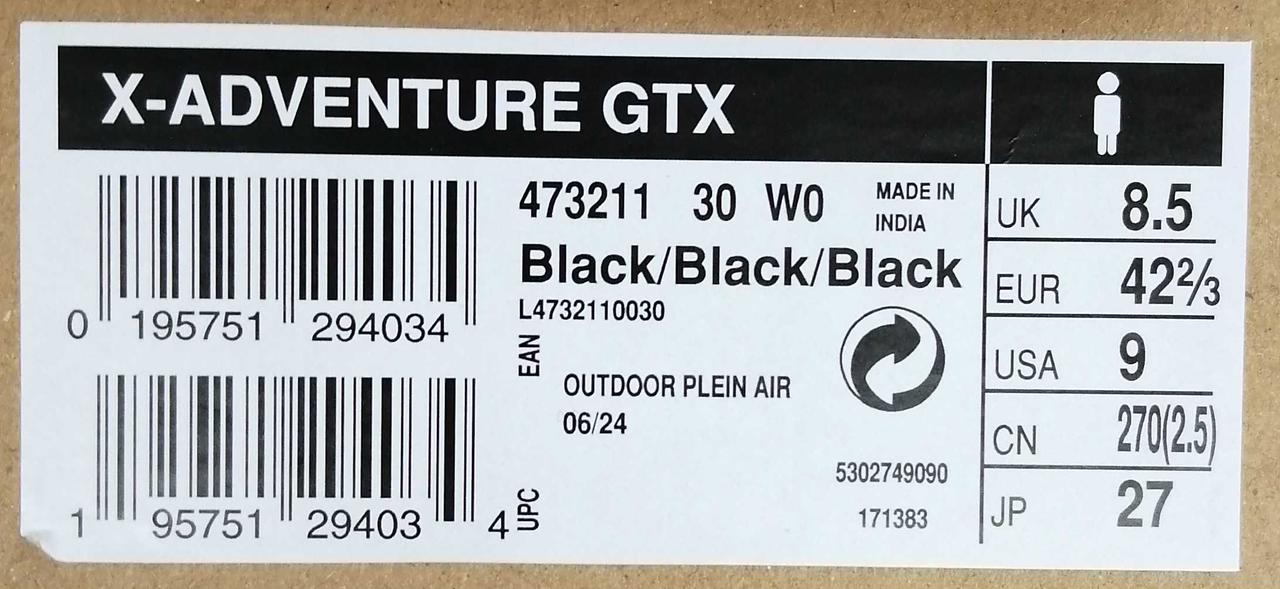 X-ADVENTURE GTX
473211 30 W0
MADE IN
INDIA
Black/Black/Black
L4732110030
0 195751 294034
EAN
OUTDOOR PLEIN AIR
06/24
5302749090
171383
1 95751 29403 4
UPC
UK 8.5
EUR 42⅔
USA 9
CN 270(2.5)
JP 27